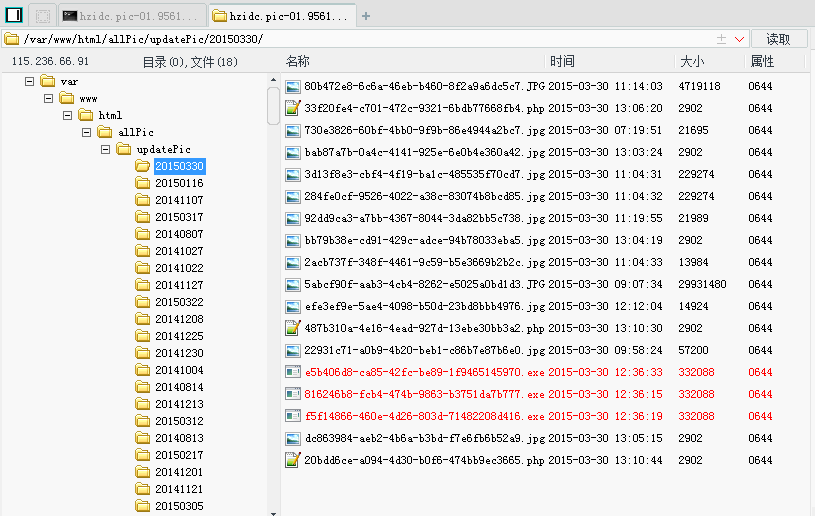 hzidc.pic-01.9561... hzidc.pic-01.9561...
/var/www/html/allPic/updatePic/20150330/ 读取
115.236.66.91 目录(0),文件(18) 名称 时间 大小 属性
var
www
html
allPic
updatePic
20150330
20150116
20141107
20150317
20140807
20141027
20141022
20141127
20150322
20141208
20141225
20141230
20141004
20140814
20141213
20150312
20140813
20150217
20141201
20141121
20150305
80b472e8-6c6a-46eb-b460-8f2a9a6dc5c7.JPG 2015-03-30 11:14:03 4719118 0644
33f20fe4-c701-472c-9321-6bdb77668fb4.php 2015-03-30 13:06:20 2902 0644
730e3826-60bf-4bb0-9f9b-86e4944a2bc7.jpg 2015-03-30 07:19:51 21695 0644
bab87a7b-0a4c-4141-925e-6e0b4e360a42.jpg 2015-03-30 13:03:24 2902 0644
3d13f8e3-cbf4-4f19-ba1c-485535f70cd7.jpg 2015-03-30 11:04:31 229274 0644
284fe0cf-9526-4022-a38c-83074b8bcd85.jpg 2015-03-30 11:04:32 229274 0644
92dd9ca3-a7bb-4367-8044-3da82bb5c738.jpg 2015-03-30 11:19:55 21989 0644
bb79b38e-cd91-429c-adce-94b78033eba5.jpg 2015-03-30 13:04:19 2902 0644
2acb737f-348f-4461-9c59-b5e3669b2b2c.jpg 2015-03-30 11:04:33 13984 0644
5abcf90f-aab3-4cb4-8262-e5025a0bd1d3.JPG 2015-03-30 09:07:34 29931480 0644
efe3ef9e-5ae4-4098-b50d-23bd8bbb4976.jpg 2015-03-30 12:12:04 14924 0644
487b310a-4e16-4ead-927d-13ebe30bb3a2.php 2015-03-30 13:10:30 2902 0644
22931c71-a0b9-4b20-beb1-c86b7e87b6e0.jpg 2015-03-30 09:58:24 57200 0644
e5b406d8-ca85-42fc-be89-1f9465145970.exe 2015-03-30 12:36:33 332088 0644
816246b8-fcb4-474b-9863-b3751da7b777.exe 2015-03-30 12:36:15 332088 0644
f5f14866-460e-4d26-803d-71482208d416.exe 2015-03-30 12:36:19 332088 0644
dc863984-aeb2-4b6a-b3bd-f7e6fb6b52a9.jpg 2015-03-30 13:05:15 2902 0644
20bdd6ce-a094-4d30-b0f6-474bb9ec3665.php 2015-03-30 13:10:44 2902 0644